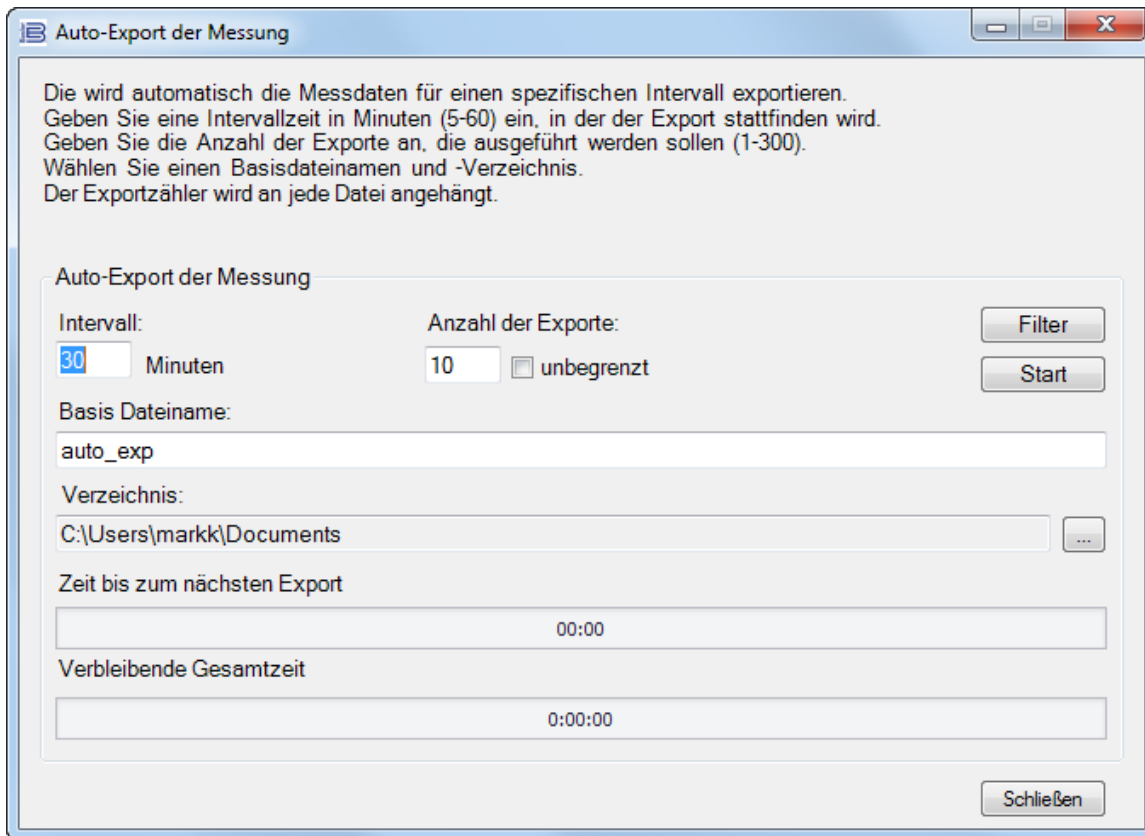 Auto-Export der Messung
Die wird automatisch die Messdaten für einen spezifischen Intervall exportieren.
Geben Sie eine Intervallzeit in Minuten (5-60) ein, in der der Export stattfinden wird.
Geben Sie die Anzahl der Exporte an, die ausgeführt werden sollen (1-300).
Wählen Sie einen Basisdateinamen und -Verzeichnis.
Der Exportzähler wird an jede Datei angehängt.
Auto-Export der Messung
Intervall:
Anzahl der Exporte:
Filter
30 Minuten
10 unbegrenzt
Start
Basis Dateiname:
auto_exp
Verzeichnis:
C:\Users\markk\Documents
...
Zeit bis zum nächsten Export
00:00
Verbleibende Gesamtzeit
0:00:00
Schließen